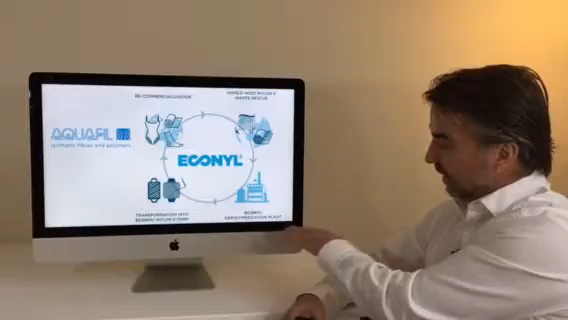 RE-COMMERCIALIZATION
WORLD WIDE NYLON 6
WASTE RESCUE
AQUAFIL
synthetic fibres and polymers
ECONYL®
TRANSFORMATION INTO
ECONYL® NYLON 6 YARN
ECONYL®
DEPOLYMERIZATION PLANT